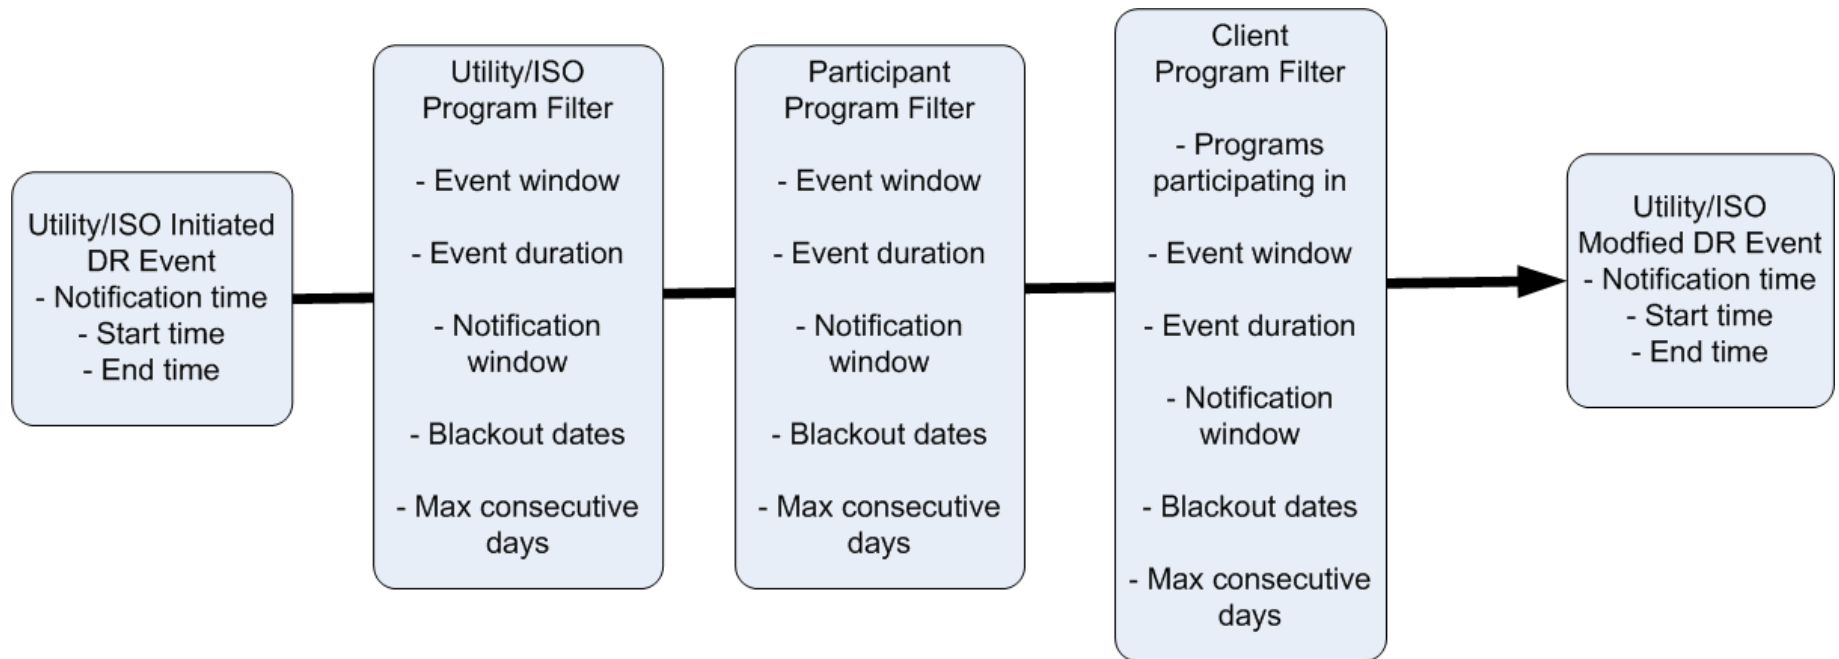 Utility/ISO Initiated
DR Event
- Notification time
- Start time
- End time
Utility/ISO
Program Filter
- Event window
- Event duration
- Notification
window
- Blackout dates
- Max consecutive
days
Participant
Program Filter
- Event window
- Event duration
- Notification
window
- Blackout dates
- Max consecutive
days
Client
Program Filter
- Programs
participating in
- Event window
- Event duration
- Notification
window
- Blackout dates
- Max consecutive
days
Utility/ISO
Modfied DR Event
- Notification time
- Start time
- End time